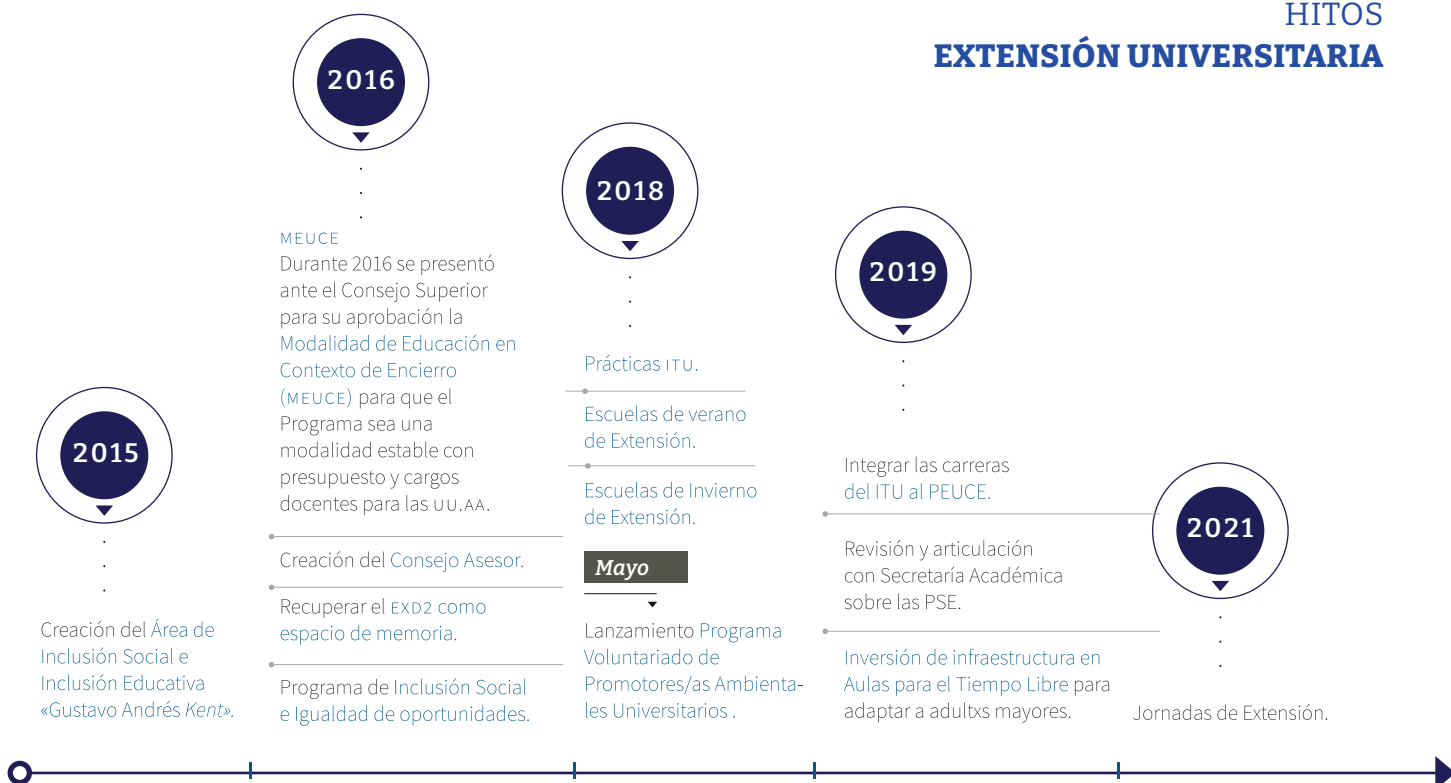 HITOS
EXTENSIÓN UNIVERSITARIA
2015
Creación del Área de
Inclusión Social e
Inclusión Educativa
«Gustavo Andrés Kent».
2016
MEUCE
Durante 2016 se presentó
ante el Consejo Superior
para su aprobación la
Modalidad de Educación en
Contexto de Encierro
(MEUCE) para que el
Programa sea una
modalidad estable con
presupuesto y cargos
docentes para las UU.AA.
Creación del Consejo Asesor.
Recuperar el EXD2 como
espacio de memoria.
Programa de Inclusión Social
e Igualdad de oportunidades.
2018
Prácticas ITU.
Escuelas de verano
de Extensión.
Escuelas de Invierno
de Extensión.
Mayo
Lanzamiento Programa
Voluntariado de
Promotores/as Ambienta-
les Universitarios .
2019
Integrar las carreras
del ITU al PEUCE.
Revisión y articulación
con Secretaría Académica
sobre las PSE.
Inversión de infraestructura en
Aulas para el Tiempo Libre para
adaptar a adultxs mayores.
2021
Jornadas de Extensión.